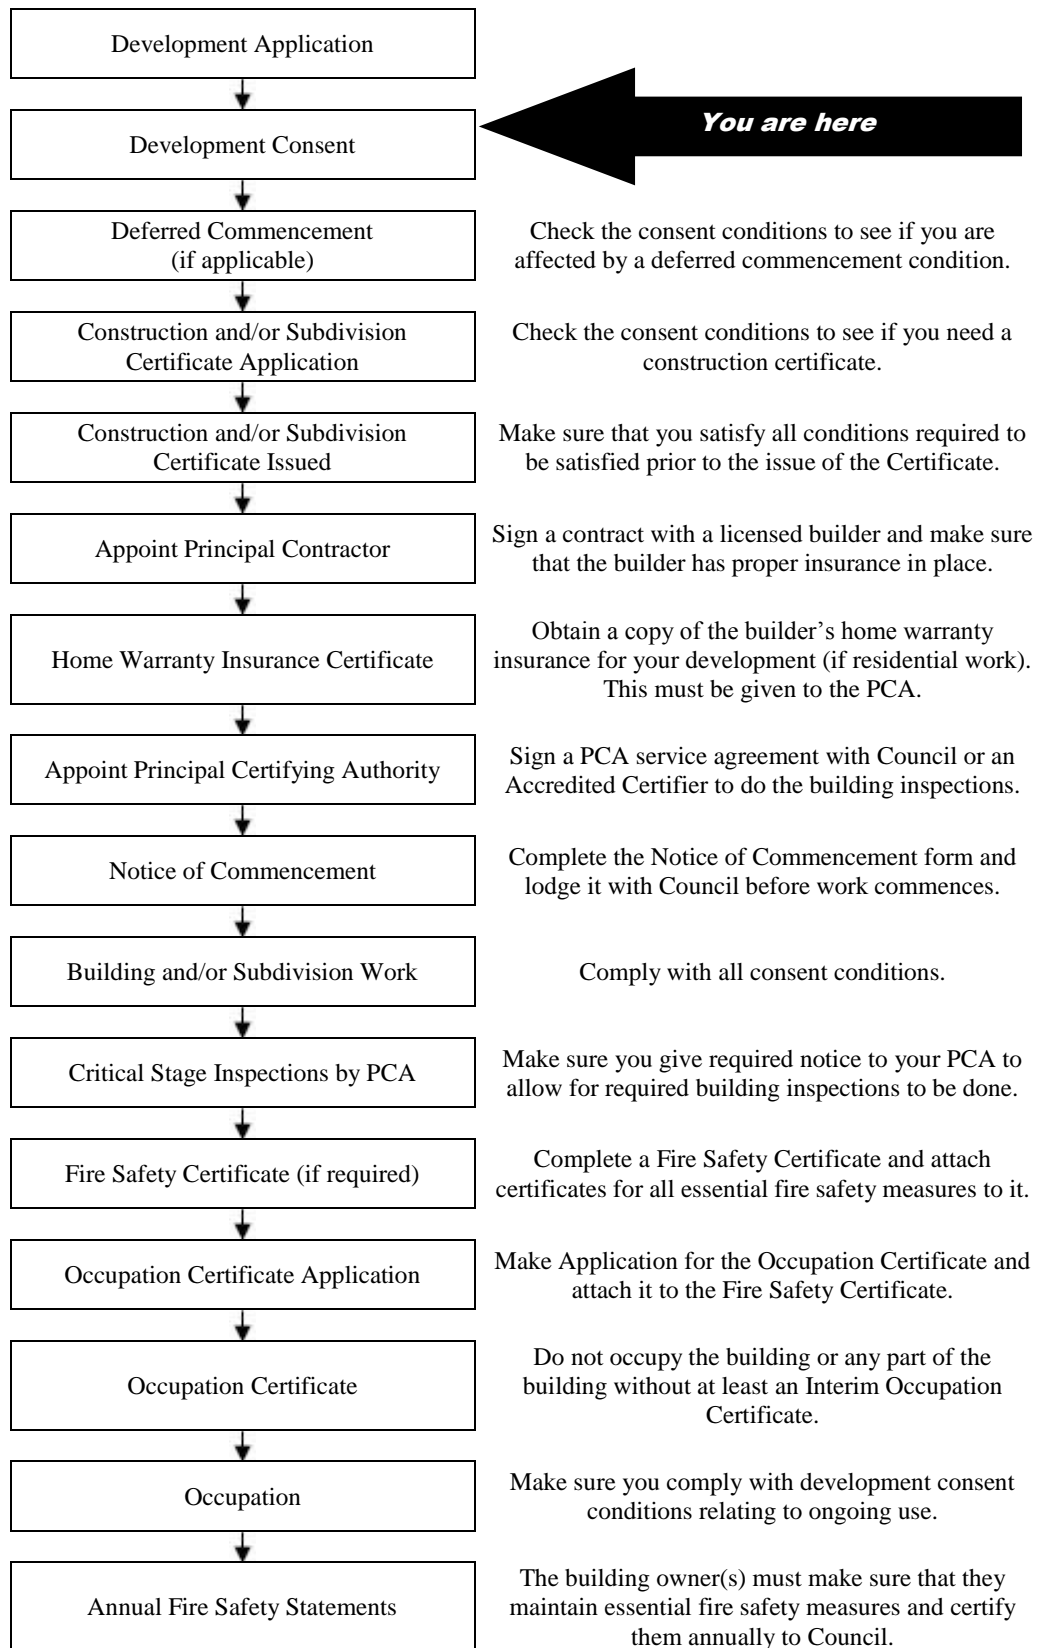 Development Application
Development Consent
You are here
Deferred Commencement
(if applicable)
Check the consent conditions to see if you are
affected by a deferred commencement condition.
Construction and/or Subdivision
Certificate Application
Check the consent conditions to see if you need a
construction certificate.
Construction and/or Subdivision
Certificate Issued
Make sure that you satisfy all conditions required to
be satisfied prior to the issue of the Certificate.
Appoint Principal Contractor
Sign a contract with a licensed builder and make sure
that the builder has proper insurance in place.
Home Warranty Insurance Certificate
Obtain a copy of the builder’s home warranty
insurance for your development (if residential work).
This must be given to the PCA.
Appoint Principal Certifying Authority
Sign a PCA service agreement with Council or an
Accredited Certifier to do the building inspections.
Notice of Commencement
Complete the Notice of Commencement form and
lodge it with Council before work commences.
Building and/or Subdivision Work
Comply with all consent conditions.
Critical Stage Inspections by PCA
Make sure you give required notice to your PCA to
allow for required building inspections to be done.
Fire Safety Certificate (if required)
Complete a Fire Safety Certificate and attach
certificates for all essential fire safety measures to it.
Occupation Certificate Application
Make Application for the Occupation Certificate and
attach it to the Fire Safety Certificate.
Occupation Certificate
Do not occupy the building or any part of the
building without at least an Interim Occupation
Certificate.
Occupation
Make sure you comply with development consent
conditions relating to ongoing use.
Annual Fire Safety Statements
The building owner(s) must make sure that they
maintain essential fire safety measures and certify
them annually to Council.